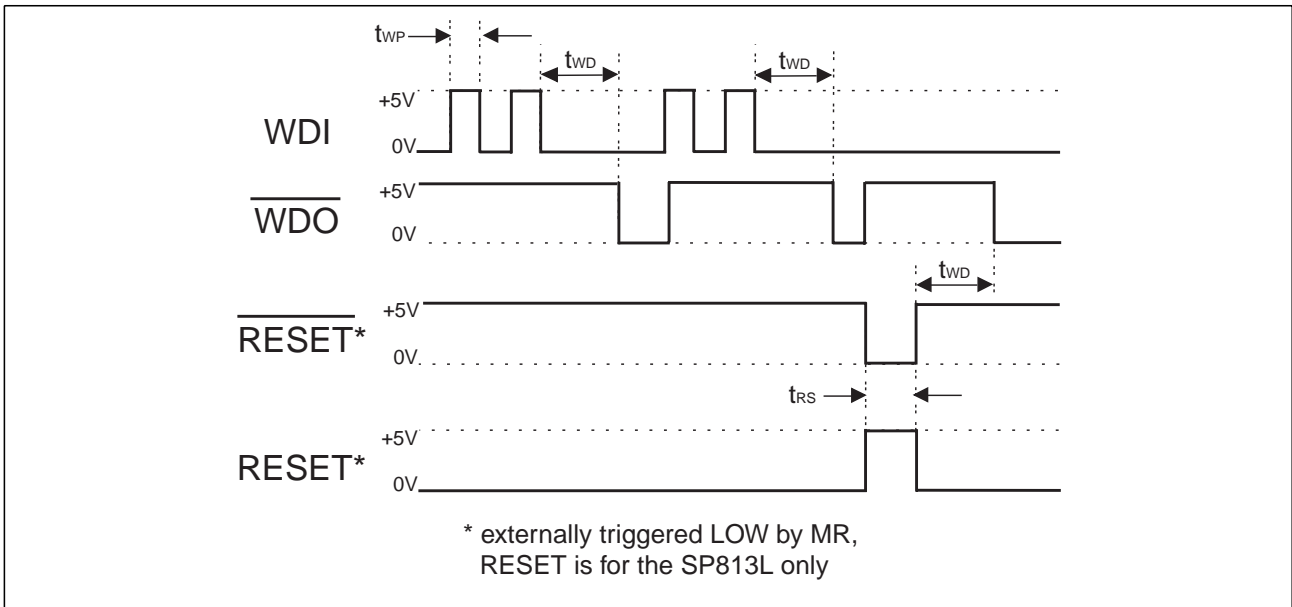 tWP
tWD
tWD
+5V
WDI
0V
+5V
WDO
0V
tWD
+5V
RESET*
0V
tRS
+5V
RESET*
0V
* externally triggered LOW by MR,
RESET is for the SP813L only